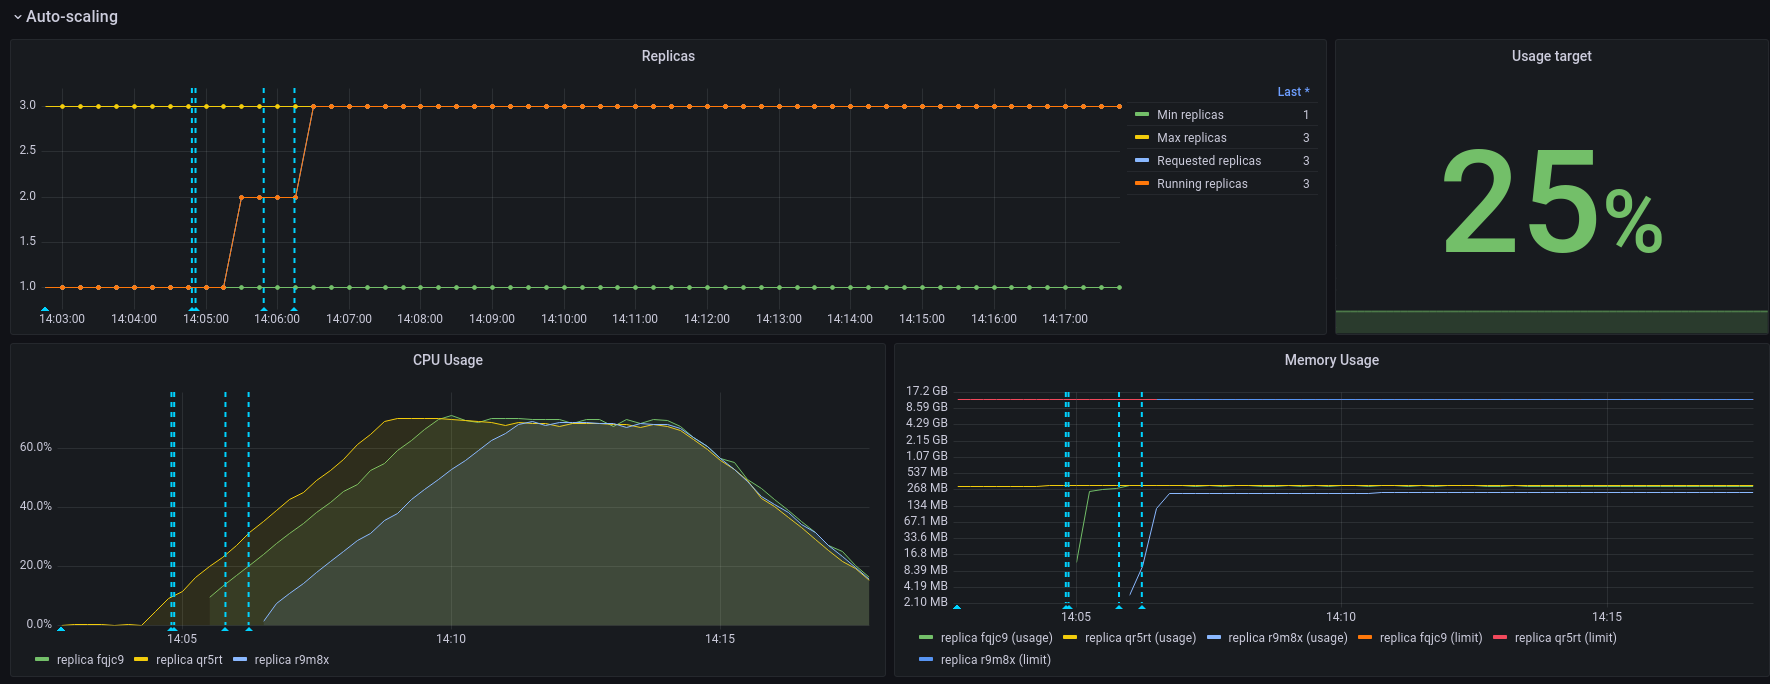 Auto-scaling
Replicas
3.0
2.5
2.0
1.5
1.0
14:03:00 14:04:00 14:05:00 14:06:00 14:07:00 14:08:00 14:09:00 14:10:00 14:11:00 14:12:00 14:13:00 14:14:00 14:15:00 14:16:00 14:17:00
Last *
Min replicas 1
Max replicas 3
Requested replicas 3
Running replicas 3
Usage target
25%
CPU Usage
60.0%
40.0%
20.0%
0.0%
14:05 14:10 14:15
replica fqjc9 replica qr5rt replica r9m8x
Memory Usage
17.2 GB
8.59 GB
4.29 GB
2.15 GB
1.07 GB
537 MB
268 MB
134 MB
67.1 MB
33.6 MB
16.8 MB
8.39 MB
4.19 MB
2.10 MB
14:05 14:10 14:15
replica fqjc9 (usage) replica qr5rt (usage) replica r9m8x (usage) replica fqjc9 (limit) replica qr5rt (limit)
replica r9m8x (limit)